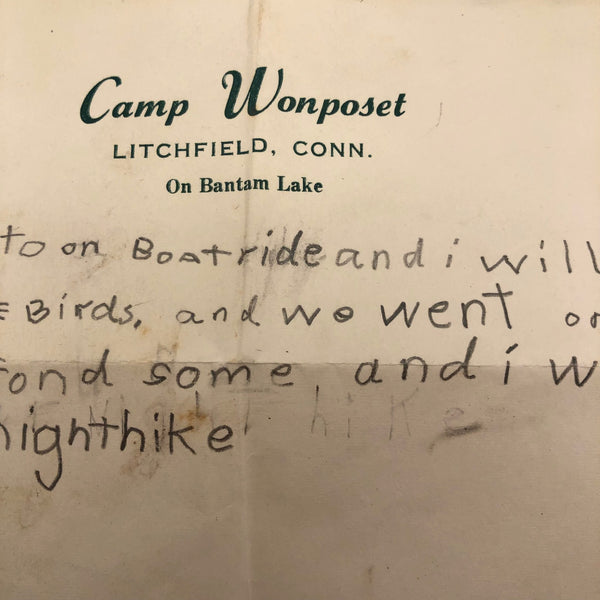 Camp Wonposet
LITCHFIELD, CONN.
On Bantam Lake
to on Boatride and i will
Birds, and we went on
fond some, and i w
nighthike